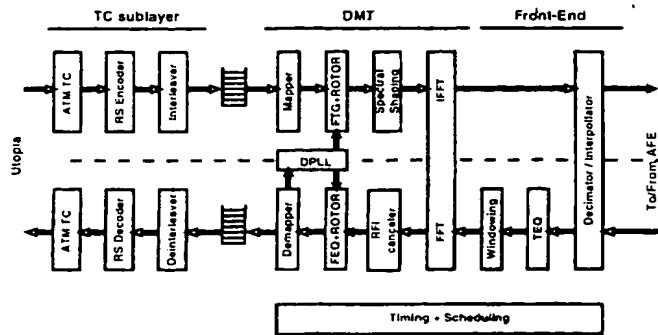 TC sublayer
DMT
Front-End
ATM TC
RS Encoder
Interleaver
Mapper
FTG+ROTOR
Spectral
Shaping
IFFT
Utopia
DPLL
Decimator / Interpollator
To/From AFE
ATM TC
RS Decoder
Deinterleaver
Demapper
FEQ+ROTOR
RFI
canceler
FFT
Windowing
TEQ
Timing + Scheduling